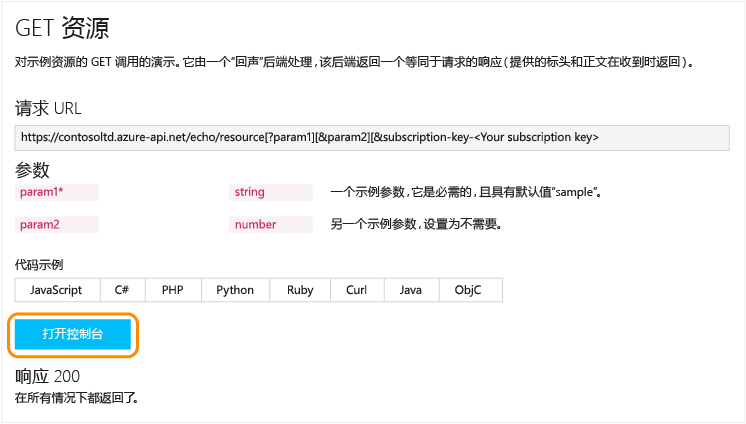 GET 资源
对示例资源的 GET 调用的演示。它由一个“回声”后端处理，该后端返回一个等同于请求的响应（提供的标头和正文在收到时返回）。
请求 URL
https://contosoltd.azure-api.net/echo/resource[?param1][&param2][&subscription-key-<Your subscription key>
参数
param1* string 一个示例参数，它是必需的，且具有默认值“sample”。
param2 number 另一个示例参数，设置为不需要。
代码示例
JavaScript C# PHP Python Ruby Curl Java ObjC
打开控制台
响应 200
在所有情况下都返回了。